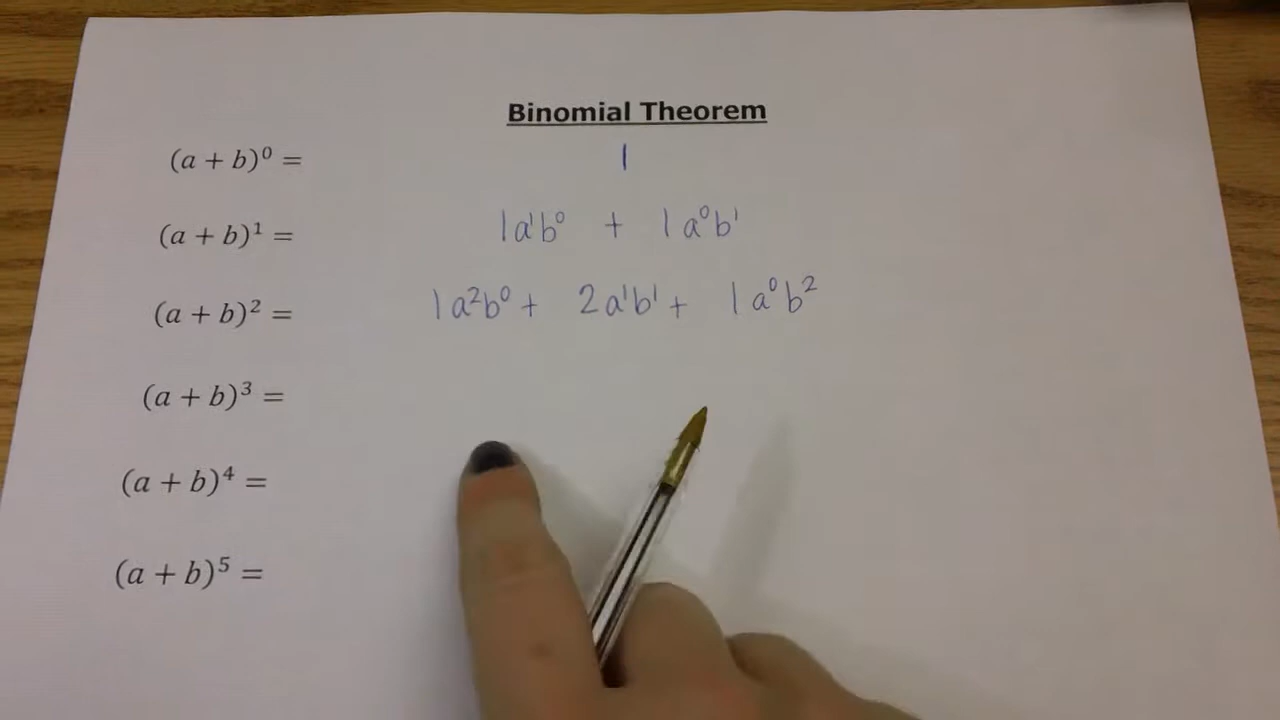 Binomial Theorem
(a + b)⁰ = 1
(a + b)¹ = 1a¹b⁰ + 1a⁰b¹
(a + b)² = 1a²b⁰ + 2a¹b¹ + 1a⁰b²
(a + b)³ =
(a + b)⁴ =
(a + b)⁵ =